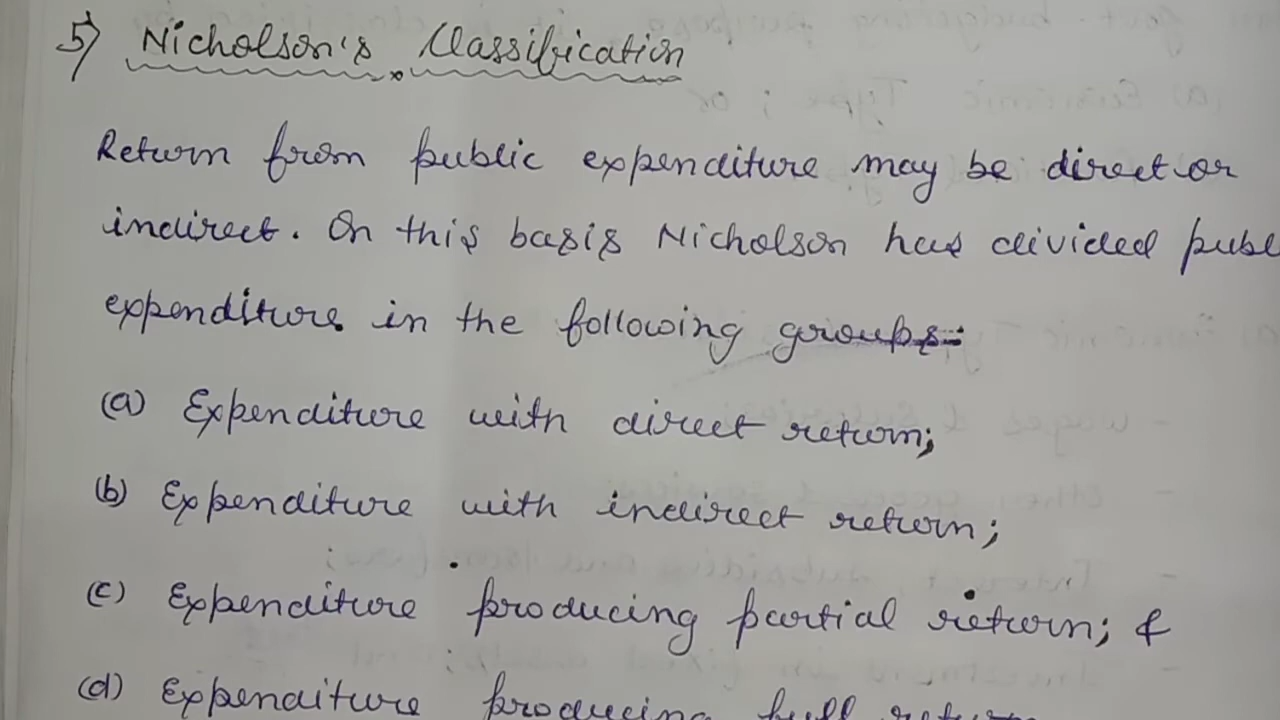 5) Nicholson's Classification
Return from public expenditure may be direct or
indirect. On this basis Nicholson has divided publ
expenditure in the following groups:-
(a) Expenditure with direct return;
(b) Expenditure with indirect return;
(c) Expenditure producing partial return; &
(d) Expenditure producing full return